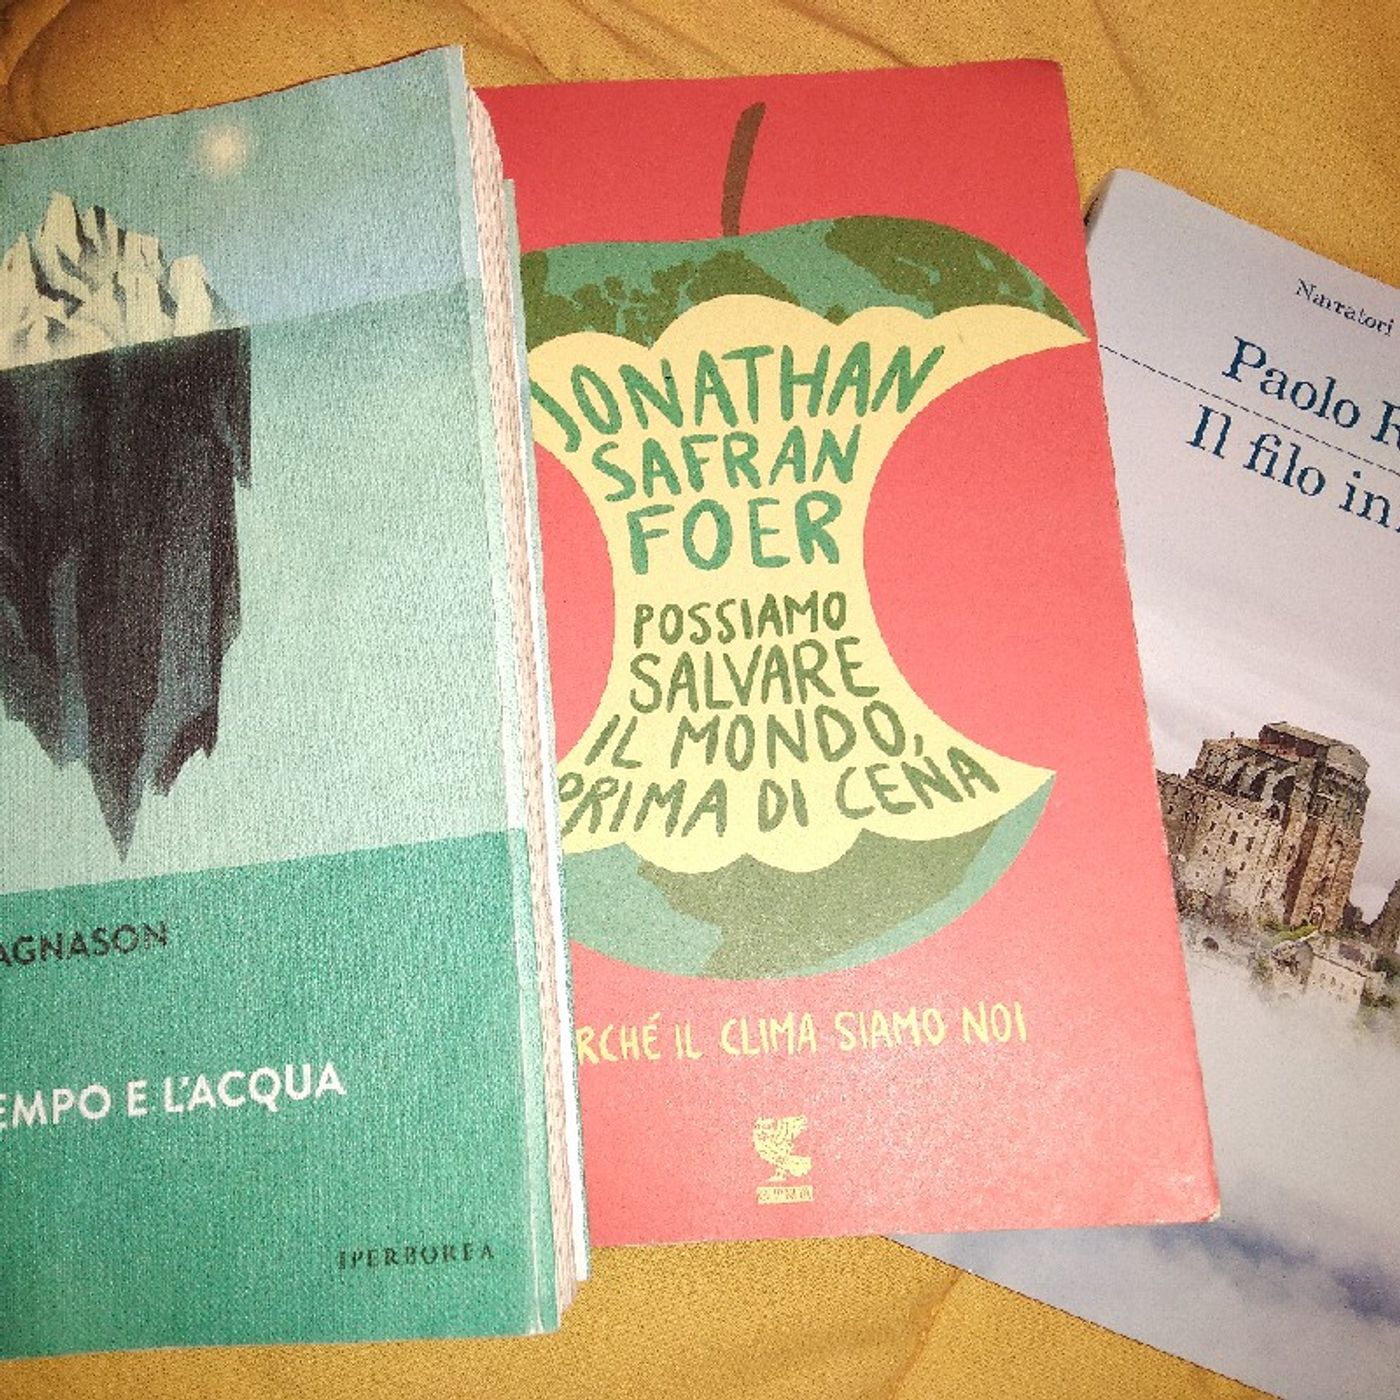 AGNASON
EMPO E L'ACQUA
IPERBOREA
JONATHAN
SAFRAN
FOER
POSSIAMO
SALVARE
IL MONDO,
PRIMA DI CENA
RCHÉ IL CLIMA SIAMO NOI
Narratori
Paolo R
Il filo in